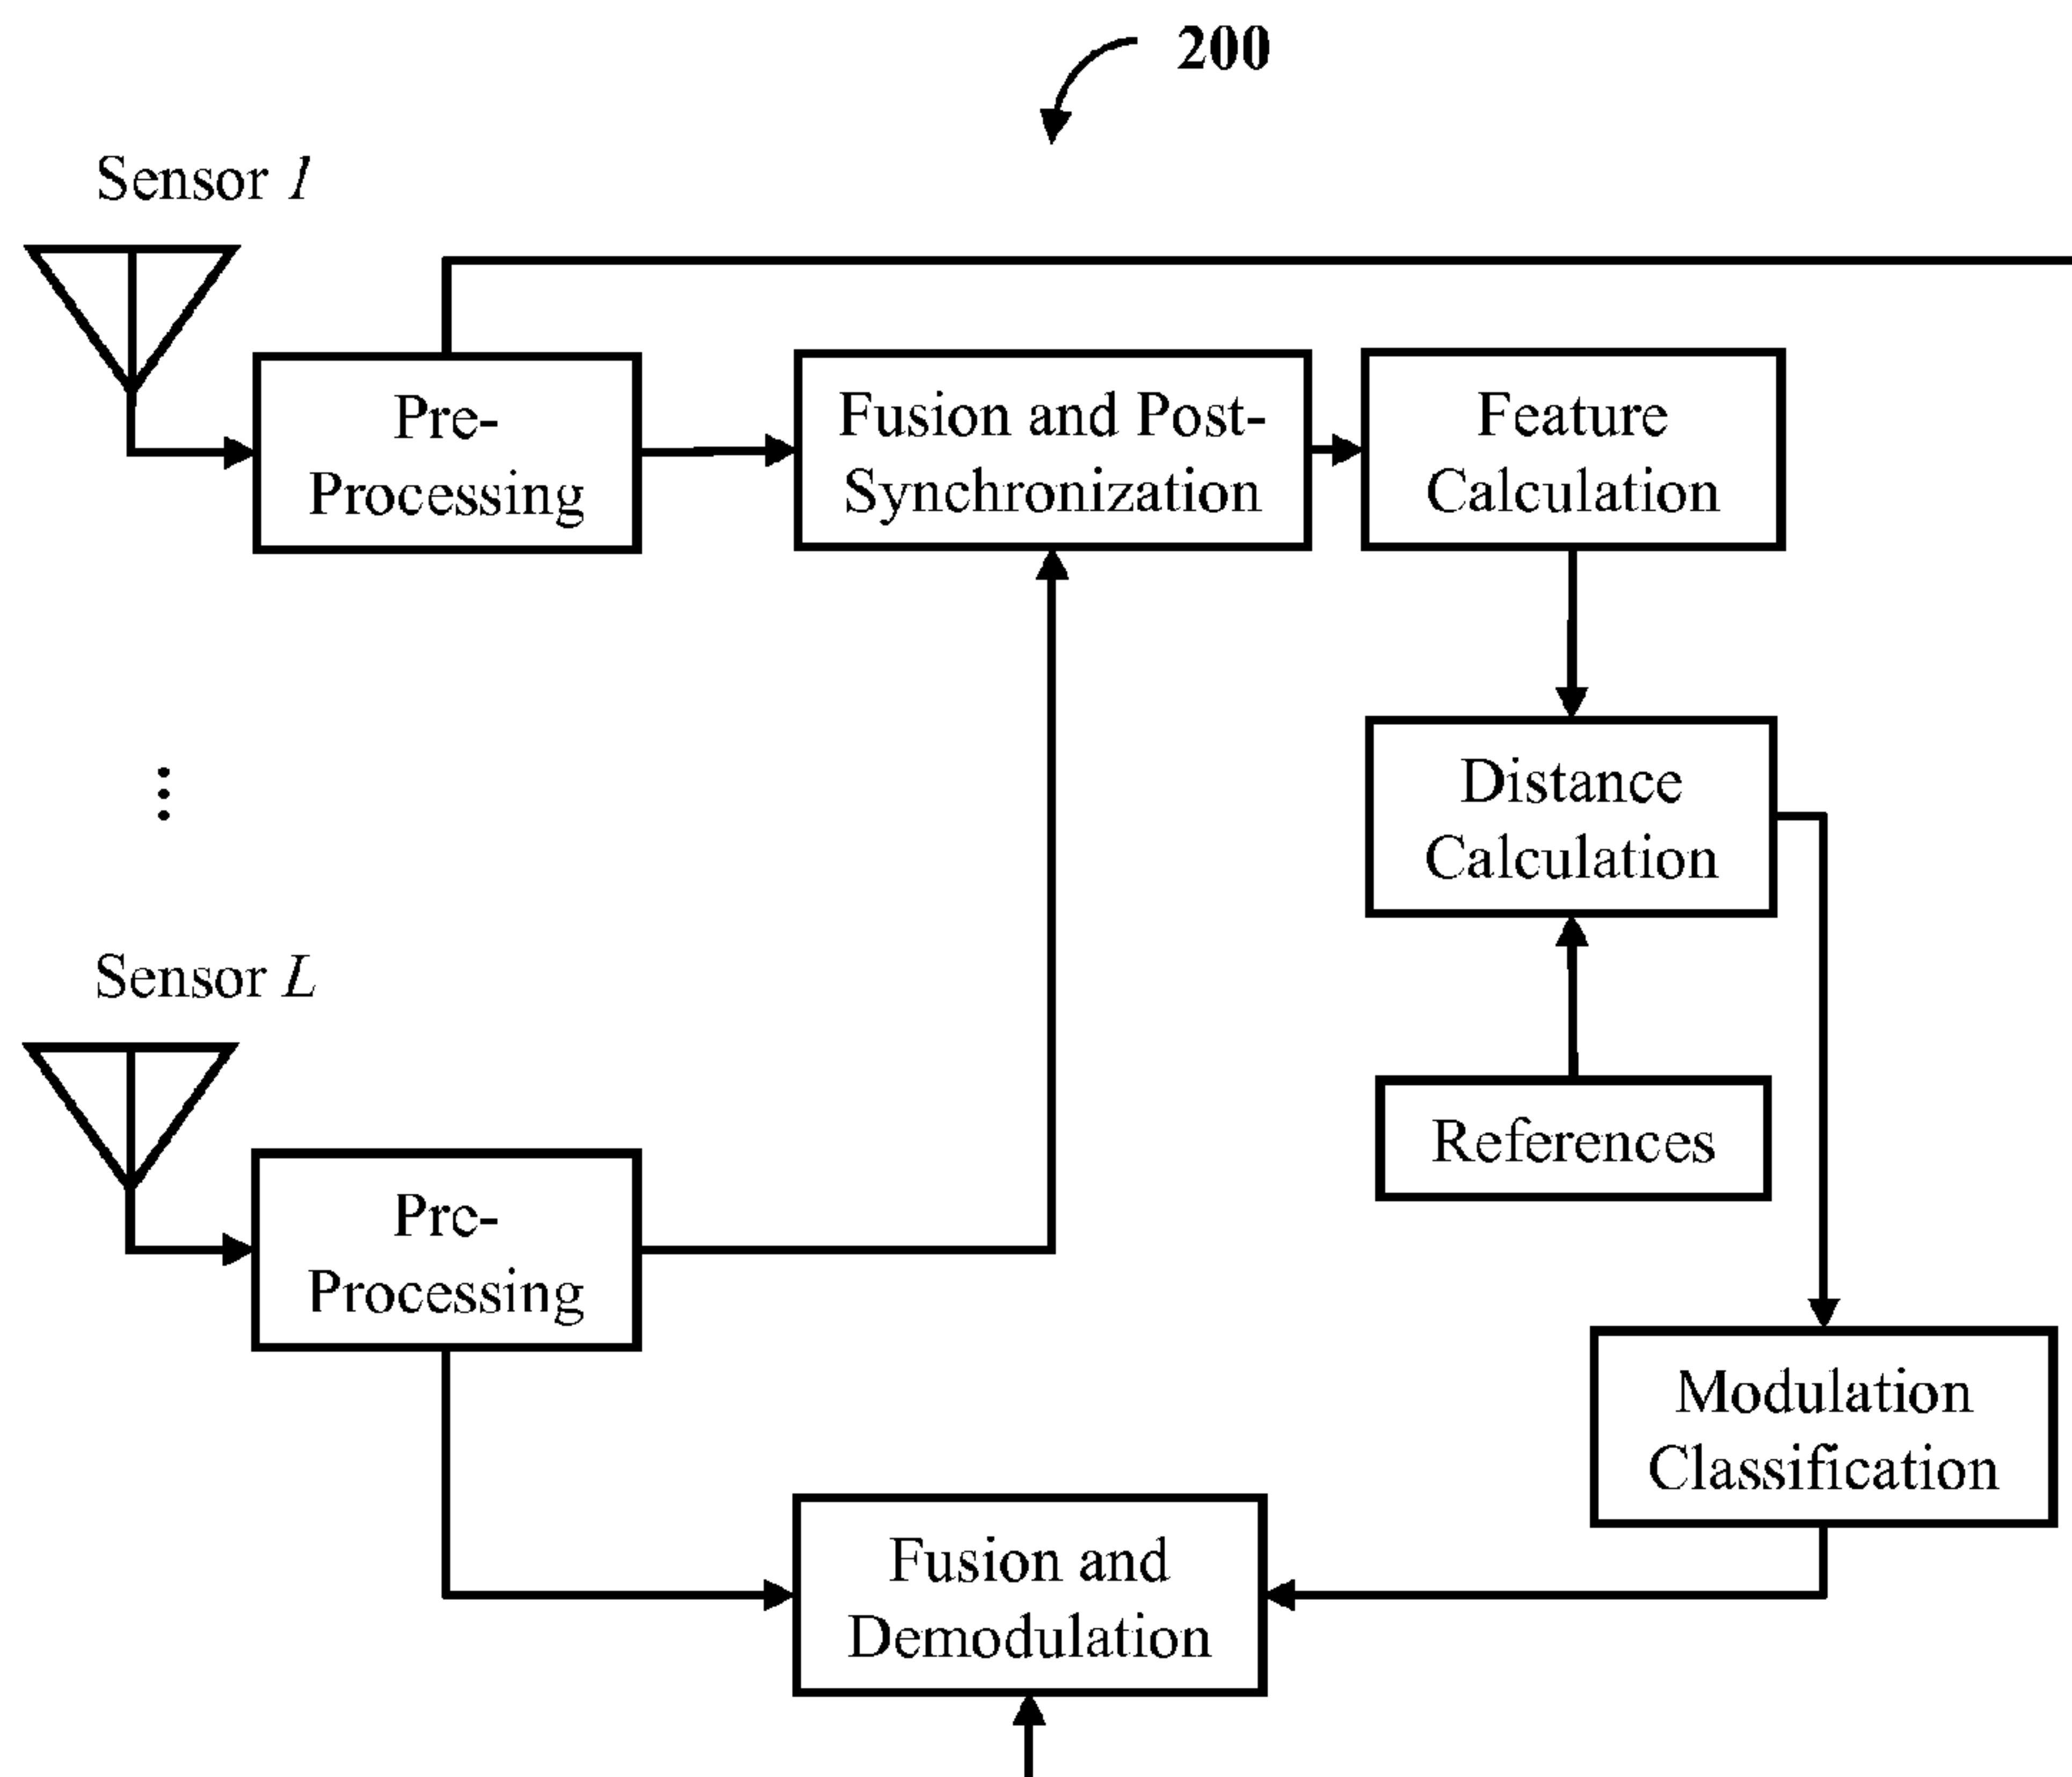 200
Sensor 1
Pre-
Processing
Fusion and Post-
Synchronization
Feature
Calculation
Distance
Calculation
Sensor L
References
Pre-
Processing
Modulation
Classification
Fusion and
Demodulation